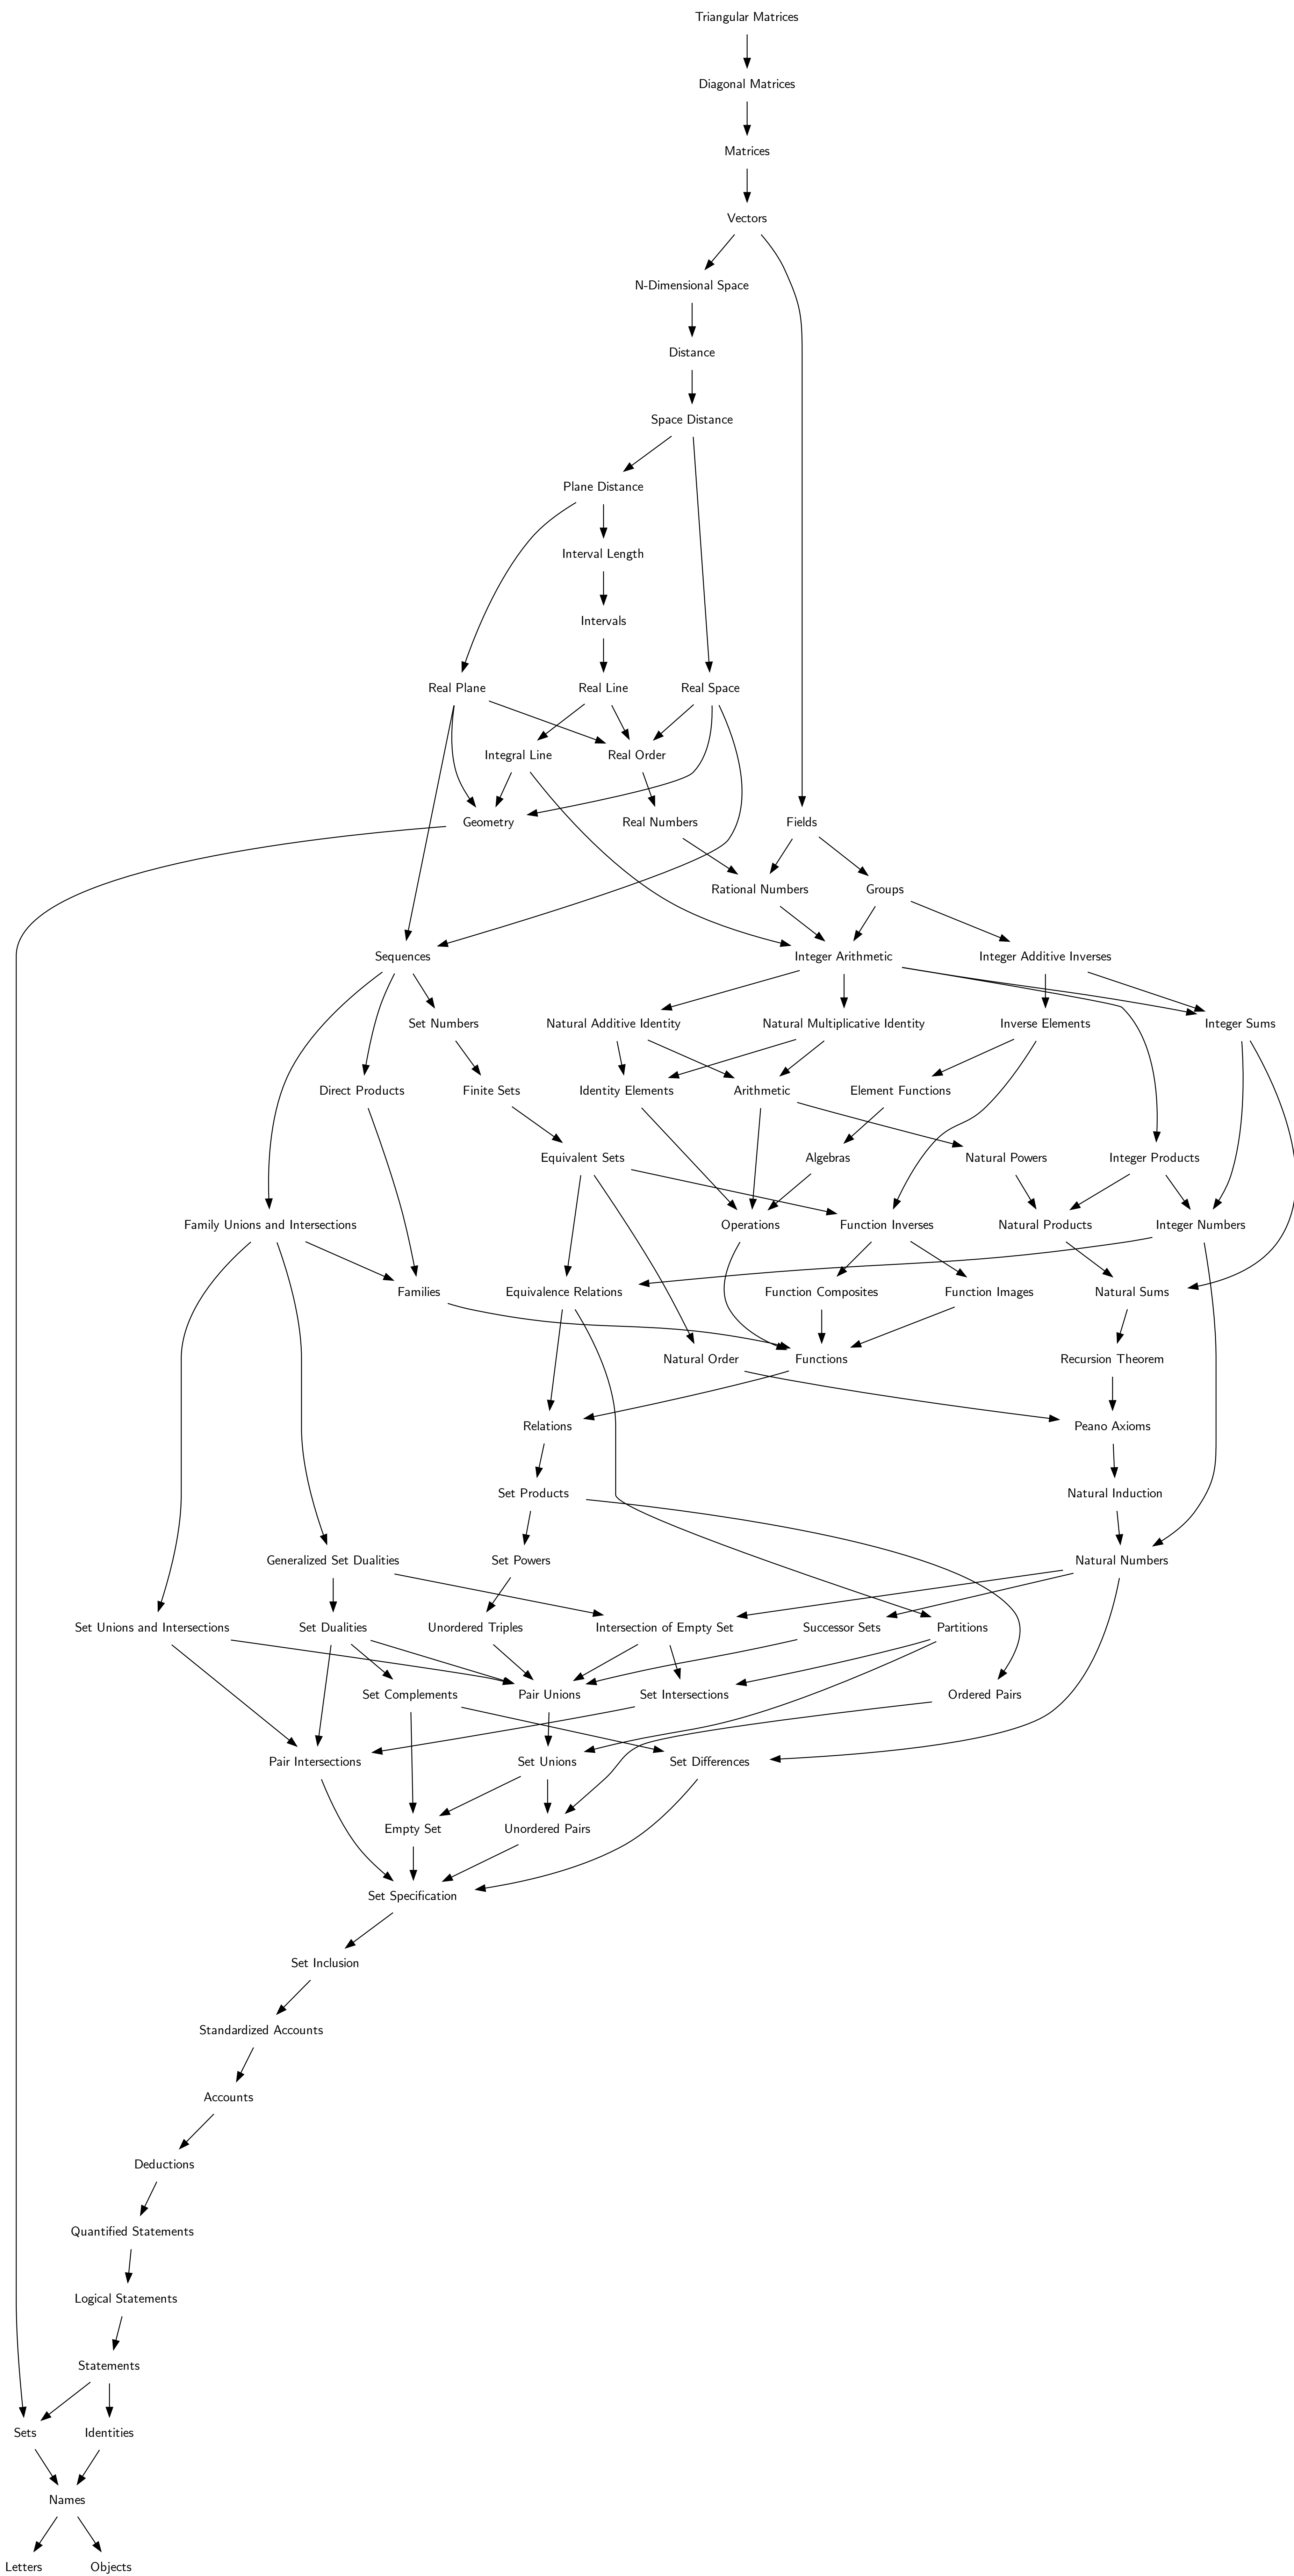 Triangular Matrices
Diagonal Matrices
Matrices
Vectors
N-Dimensional Space
Distance
Space Distance
Plane Distance
Interval Length
Intervals
Real Plane
Real Line
Real Space
Integral Line
Real Order
Geometry
Real Numbers
Fields
Rational Numbers
Groups
Sequences
Integer Arithmetic
Integer Additive Inverses
Set Numbers
Natural Additive Identity
Natural Multiplicative Identity
Inverse Elements
Integer Sums
Direct Products
Finite Sets
Identity Elements
Arithmetic
Element Functions
Equivalent Sets
Algebras
Natural Powers
Integer Products
Family Unions and Intersections
Operations
Function Inverses
Natural Products
Integer Numbers
Families
Equivalence Relations
Function Composites
Function Images
Natural Sums
Natural Order
Functions
Recursion Theorem
Relations
Peano Axioms
Set Products
Natural Induction
Generalized Set Dualities
Set Powers
Natural Numbers
Set Unions and Intersections
Set Dualities
Unordered Triples
Intersection of Empty Set
Successor Sets
Partitions
Set Complements
Pair Unions
Set Intersections
Ordered Pairs
Pair Intersections
Set Unions
Set Differences
Empty Set
Unordered Pairs
Set Specification
Set Inclusion
Standardized Accounts
Accounts
Deductions
Quantified Statements
Logical Statements
Statements
Sets
Identities
Names
Letters
Objects